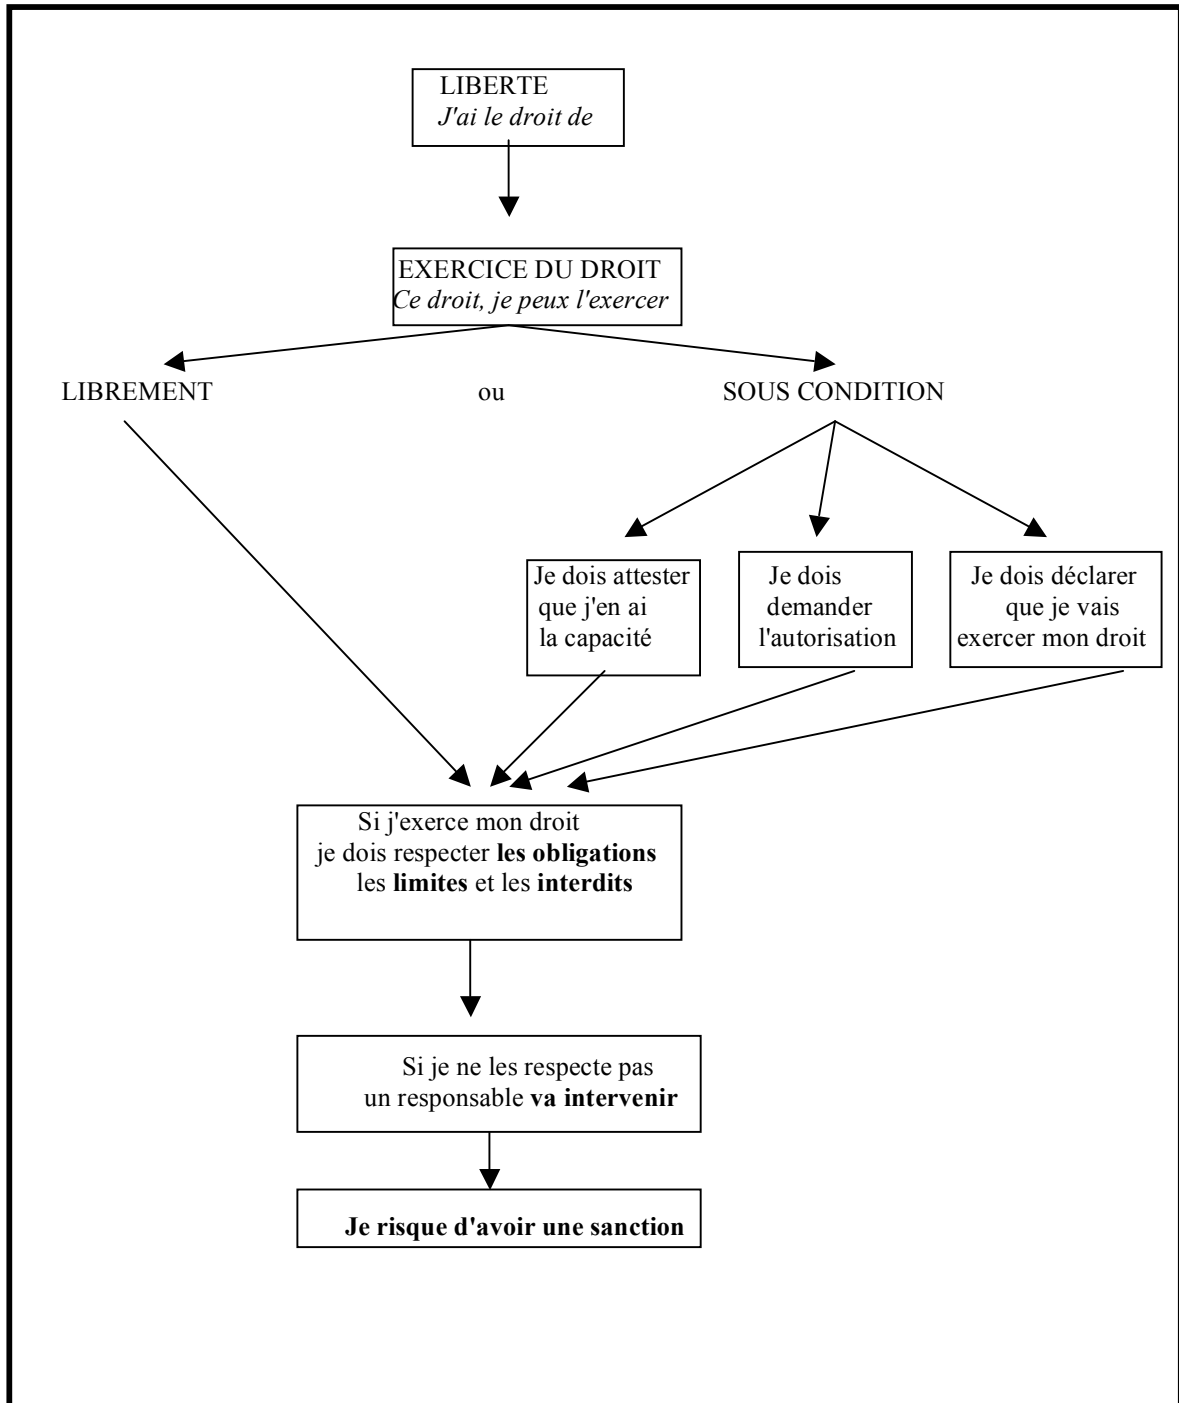 LIBERTE
J'ai le droit de
EXERCICE DU DROIT
Ce droit, je peux l'exercer
LIBREMENT
ou
SOUS CONDITION
Je dois attester
que j'en ai
la capacité
Je dois
demander
l'autorisation
Je dois déclarer
que je vais
exercer mon droit
Si j'exerce mon droit
je dois respecter les obligations
les limites et les interdits
Si je ne les respecte pas
un responsable va intervenir
Je risque d'avoir une sanction